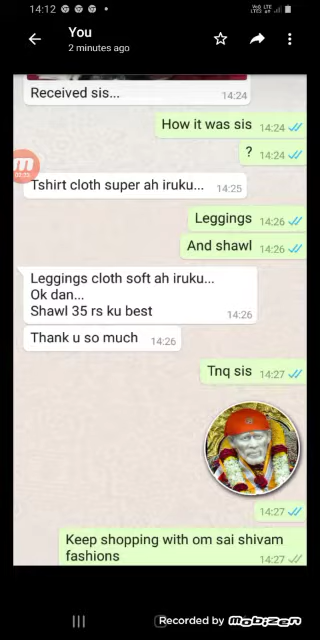 14:12
Vo)) LTE
LTE2
You
2 minutes ago
Received sis...
14:24
How it was sis
14:24
?
14:24
Tshirt cloth super ah iruku...
14:25
Leggings
14:26
And shawl
14:26
Leggings cloth soft ah iruku...
Ok dan...
Shawl 35 rs ku best
14:26
Thank u so much
14:26
Tnq sis
14:27
14:27
Keep shopping with om sai shivam
fashions
14:27
Recorded by mobizen